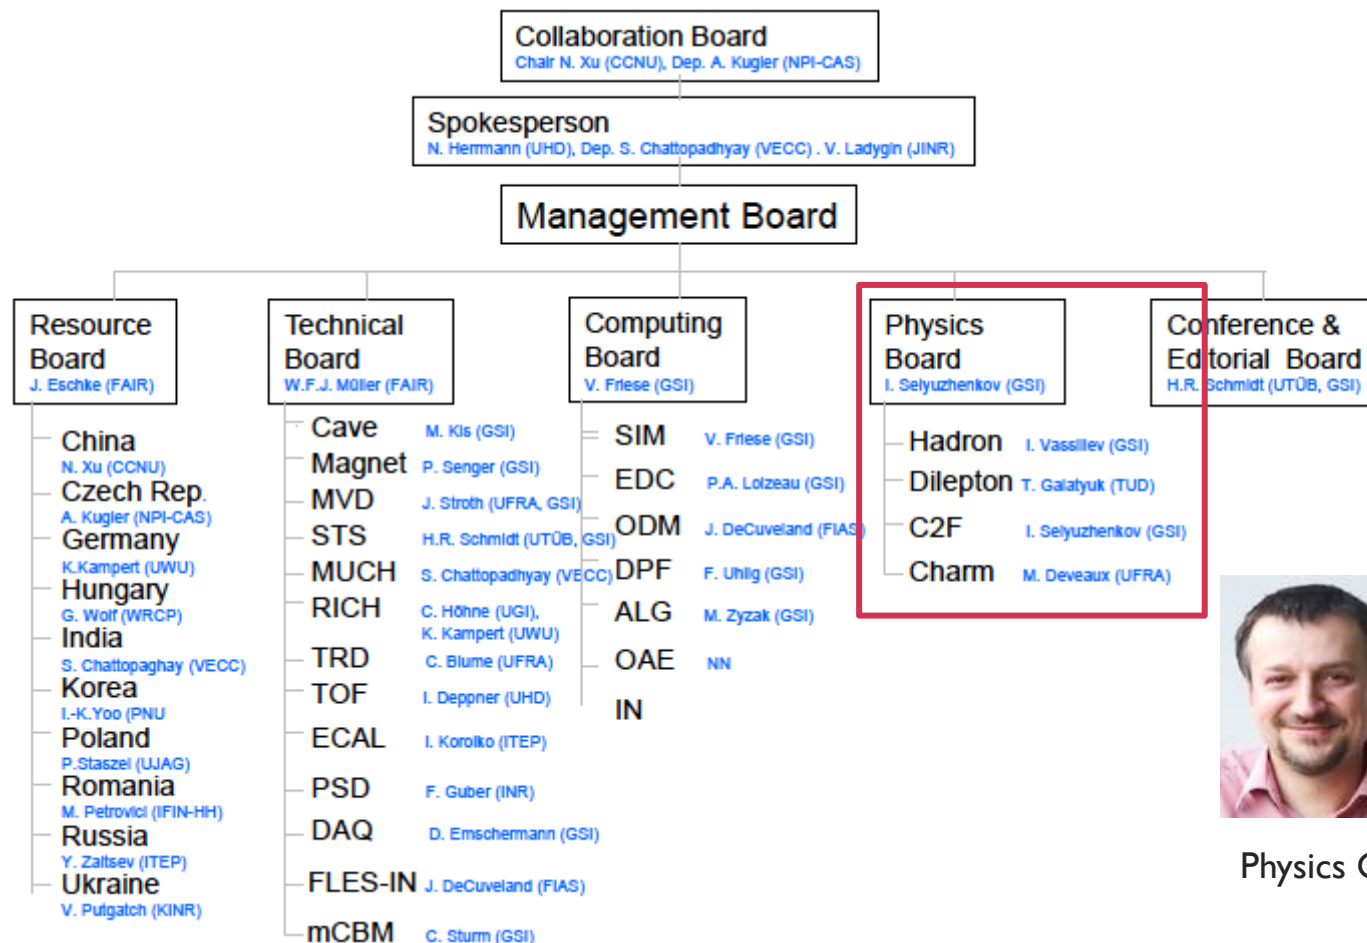 Collaboration Board
Chair N. Xu (CCNU), Dep. A. Kugler (NPI-CAS)
Spokesperson
N. Herrmann (UHD), Dep. S. Chattopadhyay (VECC) . V. Ladygin (JINR)
Management Board
Resource
Board
J. Eschke (FAIR)
China
N. Xu (CCNU)
Czech Rep.
A. Kugler (NPI-CAS)
Germany
K.Kampert (UWU)
Hungary
G. Wolf (WRCP)
India
S. Chattopaghay (VECC)
Korea
I.-K.Yoo (PNU
Poland
P.Staszel (UJAG)
Romania
M. Petrovici (IFIN-HH)
Russia
Y. Zaitsev (ITEP)
Ukraine
V. Putgatch (KINR)
Technical
Board
W.F.J. Müller (FAIR)
Cave M. Kis (GSI)
Magnet P. Senger (GSI)
MVD J. Stroth (UFRA, GSI)
STS H.R. Schmidt (UTÜB, GSI)
MUCH S. Chattopadhyay (VECC)
RICH C. Höhne (UGI),
K. Kampert (UWU)
TRD C. Blume (UFRA)
TOF I. Deppner (UHD)
ECAL I. Korolko (ITEP)
PSD F. Guber (INR)
DAQ D. Emschermann (GSI)
FLES-IN J. DeCuveland (FIAS)
mCBM C. Sturm (GSI)
Computing
Board
V. Friese (GSI)
SIM V. Friese (GSI)
EDC P.A. Loizeau (GSI)
ODM J. DeCuveland (FIAS)
DPF F. Uhlig (GSI)
ALG M. Zyzak (GSI)
OAE NN
IN
Physics
Board
I. Selyuzhenkov (GSI)
Hadron I. Vassiliev (GSI)
Dilepton T. Galatyuk (TUD)
C2F I. Selyuzhenkov (GSI)
Charm M. Deveaux (UFRA)
Conference &
Editorial Board
H.R. Schmidt (UTÜB, GSI)
Physics